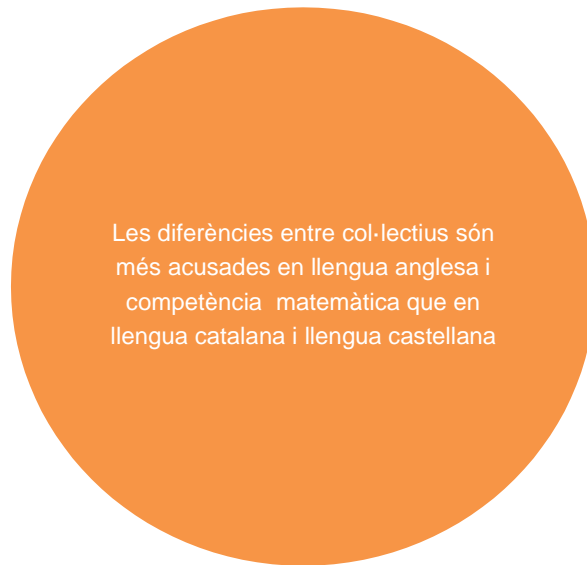 Les diferències entre col·lectius són
més acusades en llengua anglesa i
competència  matemàtica que en
llengua catalana i llengua castellana